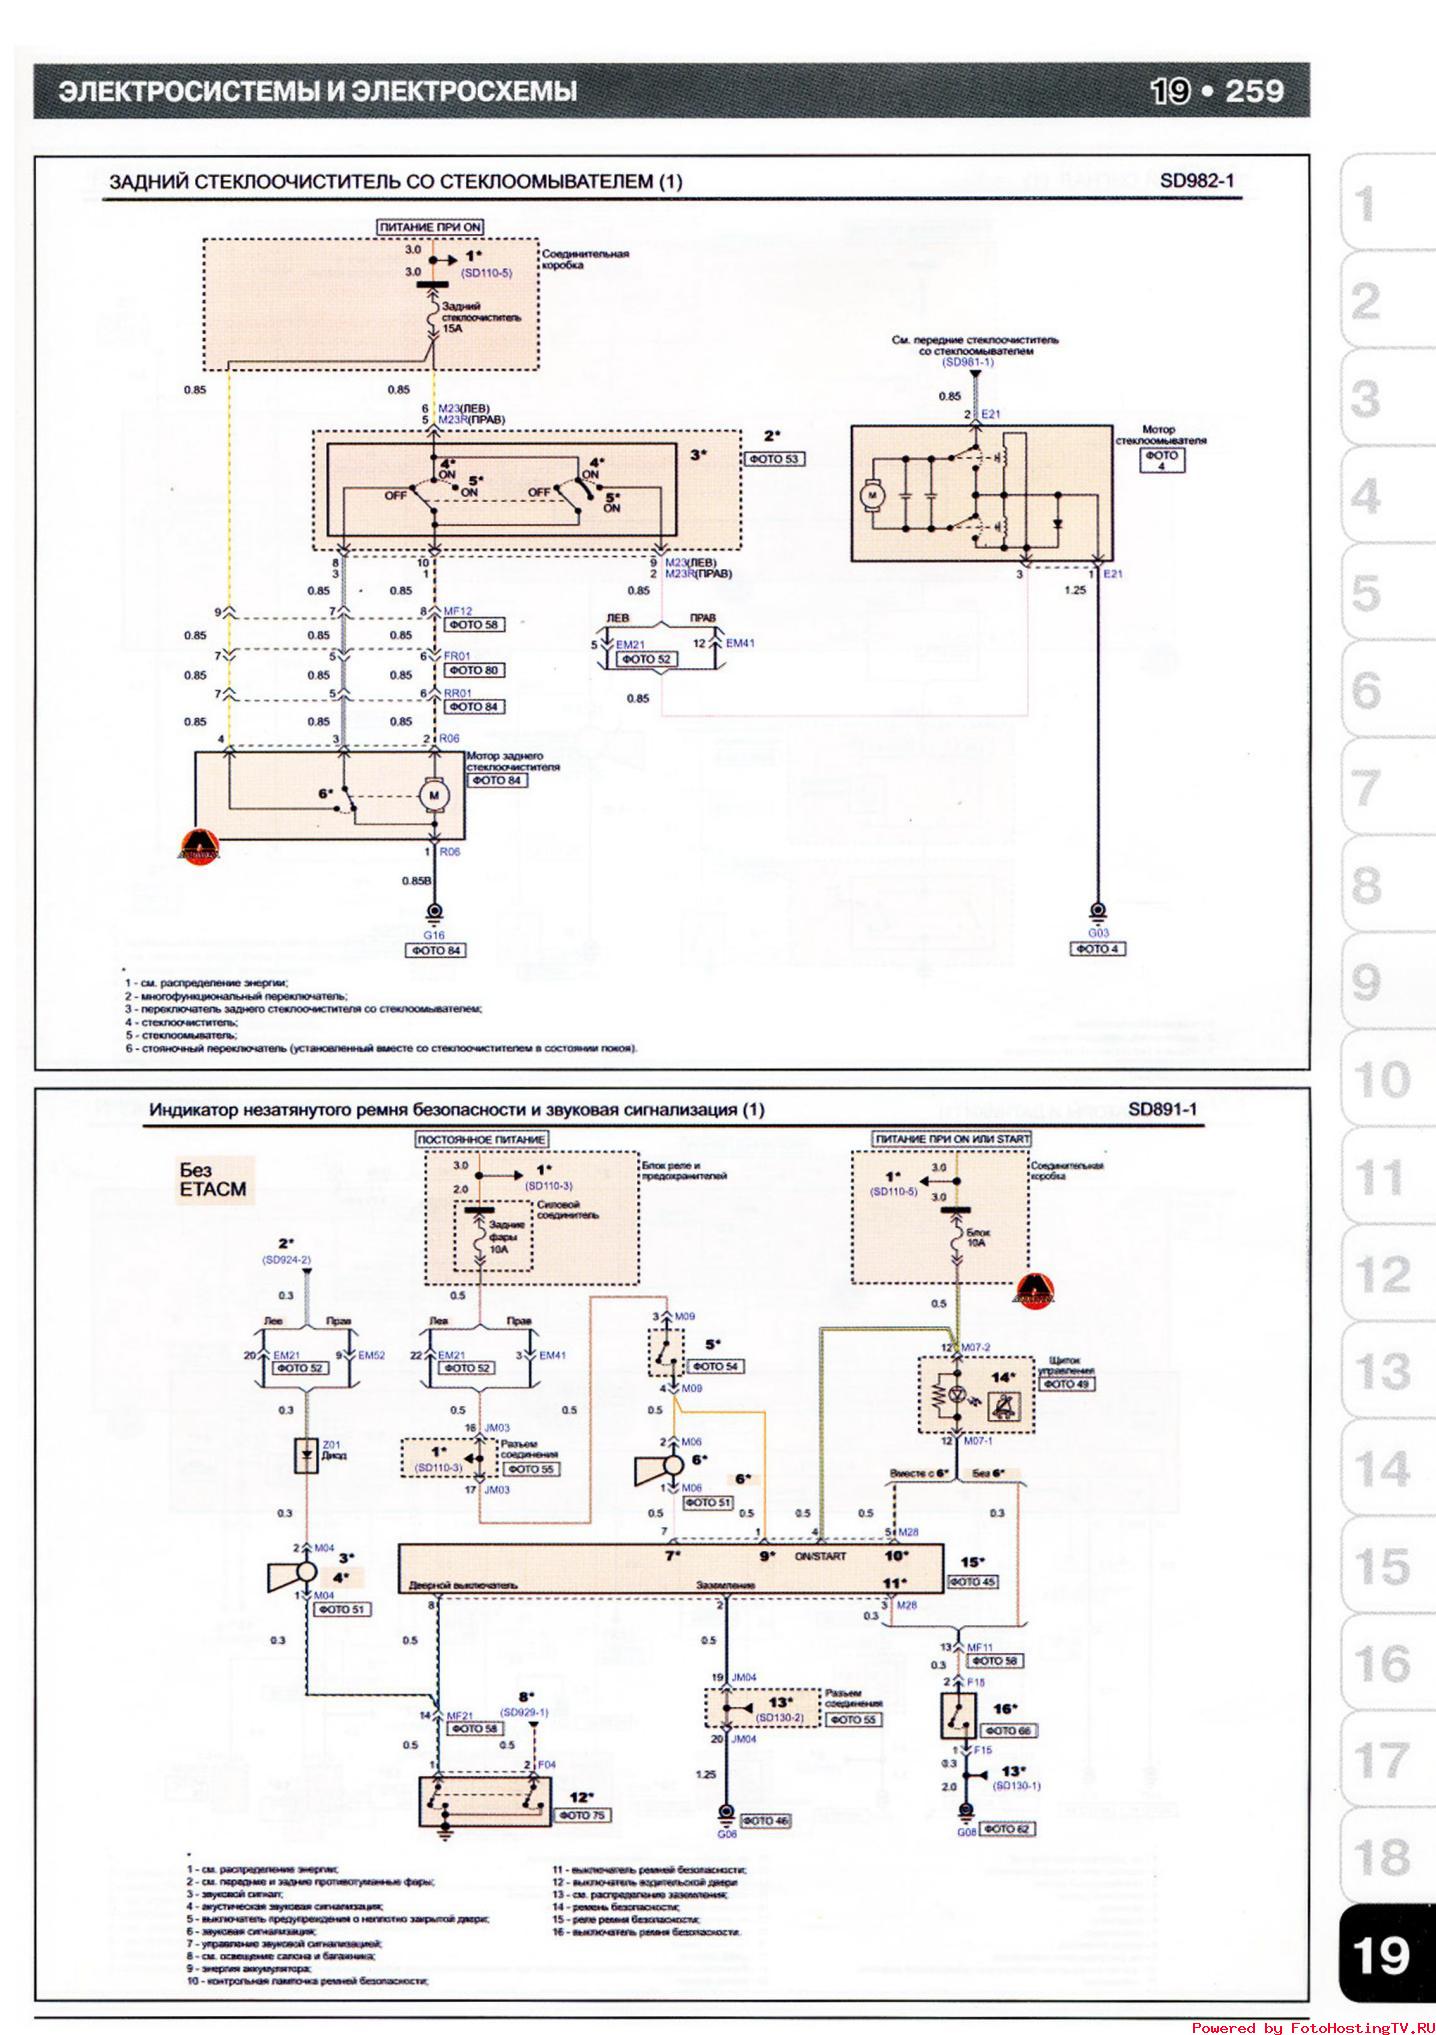 ЭЛЕКТРОСИСТЕМЫ И ЭЛЕКТРОСХЕМЫ
19 • 259
ЗАДНИЙ СТЕКЛООЧИСТИТЕЛЬ СО СТЕКЛООМЫВАТЕЛЕМ (1)
SD982-1
ПИТАНИЕ ПРИ ON
3.0
1*
(SD110-5)
3.0
Соединительная
коробка
Задний
стеклоочиститель
15А
0.85
0.85
6 М23(ЛЕВ)
5 M23R(ПРАВ)
2*
ФОТО 53
3*
4*
ON
5*
ON
OFF
4*
ON
OFF
5*
ON
8
3
10
1
9 М23(ЛЕВ)
2 M23R(ПРАВ)
0.85
0.85
0.85
9
7
8
MF12
ФОТО 58
ЛЕВ
ПРАВ
5
EM21
ФОТО 52
12
EM41
0.85
0.85
0.85
7
5
6
FR01
ФОТО 80
0.85
0.85
0.85
7
5
6
RR01
ФОТО 84
0.85
0.85
0.85
0.85
4
3
2
R06
Мотор заднего
стеклоочистителя
ФОТО 84
6*
M
1
R06
0.85B
G16
ФОТО 84
См. передние стеклоочиститель
со стеклоомывателем
(SD981-1)
0.85
2
E21
Мотор
стеклоомывателя
ФОТО
4
M
3
1
E21
1.25
G03
ФОТО 4
*
1 - см. распределение энергии;
2 - многофункциональный переключатель;
3 - переключатель заднего стеклоочистителя со стеклоомывателем;
4 - стеклоочиститель;
5 - стеклоомыватель;
6 - стояночный переключатель (установленный вместо со стеклоочистителем в состоянии покоя).
Индикатор незатянутого ремня безопасности и звуковая сигнализация (1)
SD891-1
Без
ETACM
ПОСТОЯННОЕ ПИТАНИЕ
3.0
1*
(SD110-3)
2.0
Блок реле и
предохранителей
Силовой
соединитель
Задние
фары
10А
ПИТАНИЕ ПРИ ON ИЛИ START
3.0
1*
(SD110-5)
3.0
Соединительная
коробка
Блок
10А
2*
(SD924-2)
0.3
Лев
Прав
20
EM21
9
EM52
ФОТО 52
0.3
Z01
Диод
0.3
2
M04
3*
4*
1
M04
ФОТО 51
0.3
0.5
Лев
Прав
22
EM21
3
EM41
ФОТО 52
0.5
0.5
16
JM03
1*
(SD110-3)
Разъем
соединения
ФОТО 55
17
JM03
3
M09
5*
ФОТО 54
4
M09
0.5
2
M06
6*
1
M06
ФОТО 51
6*
0.5
0.5
0.5
0.5
0.3
0.5
12
M07-2
Щиток
управления
ФОТО 49
14*
12
M07-1
Вместе с 6*
Без 6*
7
1
4
5
M28
7*
9*
ON/START
10*
15*
ФОТО 45
Дверной выключатель
Заземление
11*
8
2
3
M28
0.3
0.5
0.5
14
MF21
ФОТО 58
8*
(SD929-1)
0.5
0.5
1
2
F04
12*
ФОТО 75
19
JM04
13*
(SD130-2)
Разъем
соединения
ФОТО 55
20
JM04
1.25
G06
ФОТО 46
13
MF11
ФОТО 58
0.3
2
F15
16*
ФОТО 66
1
F15
0.3
13*
(SD130-1)
2.0
G08
ФОТО 62
*
1 - см. распределение энергии;
2 - см. передние и задние противотуманные фары;
3 - звуковой сигнал;
4 - акустическая звуковая сигнализация;
5 - выключатель предупреждения о неплотно закрытой двери;
6 - звуковая сигнализация;
7 - управление звуковой сигнализацией;
8 - см. освещение салона и багажника;
9 - энергия аккумулятора;
10 - контрольная лампочка ремней безопасности;
11 - выключатель ремней безопасности;
12 - выключатель водительской двери
13 - см. распределение заземления;
14 - ремень безопасности;
15 - реле ремня безопасности;
16 - выключатель ремня безопасности.
1
2
3
4
5
6
7
8
9
10
11
12
13
14
15
16
17
18
19
Powered by FotoHostingTV.RU